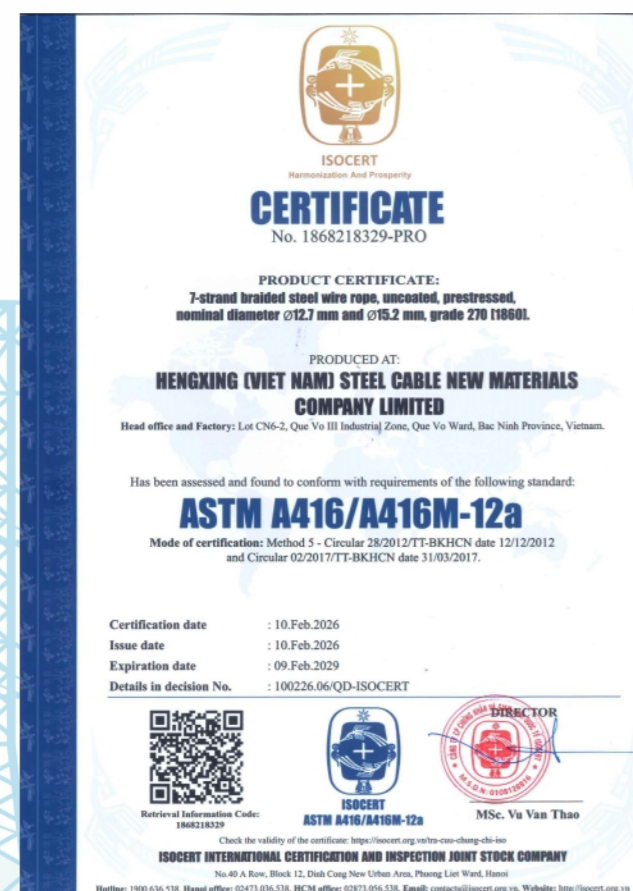 ISOCERT
Harmonization And Prosperity
CERTIFICATE
No. 1868218329-PRO
PRODUCT CERTIFICATE:
7-strand braided steel wire rope, uncoated, prestressed,
nominal diameter Ø12.7 mm and Ø15.2 mm, grade 270 [1860].
PRODUCED AT:
HENGXING (VIET NAM) STEEL CABLE NEW MATERIALS
COMPANY LIMITED
Head office and Factory: Lot CN6-2, Que Vo III Industrial Zone, Que Vo Ward, Bac Ninh Province, Vietnam.
Has been assessed and found to conform with requirements of the following standard:
ASTM A416/A416M-12a
Mode of certification: Method 5 - Circular 28/2012/TT-BKHCN date 12/12/2012
and Circular 02/2017/TT-BKHCN date 31/03/2017.
Certification date : 10.Feb.2026
Issue date : 10.Feb.2026
Expiration date : 09.Feb.2029
Details in decision No. : 100226.06/QD-ISOCERT
DIRECTOR
Retrieval Information Code:
1868218329
ISOCERT
ASTM A416/A416M-12a
MSc. Vu Van Thao
Check the validity of the certificate: https://isocert.org.vn/tra-cuu-chung-chi-iso
ISOCERT INTERNATIONAL CERTIFICATION AND INSPECTION JOINT STOCK COMPANY
No.40 A Row, Block 12, Dinh Cong New Urban Area, Phuong Liet Ward, Hanoi
Hotline: 1900.636.538, Hanoi office: 02473.036.538, HCM office: 02873.056.538, Email: contacts@isocert.org.vn, Website: http://isocert.org.vn